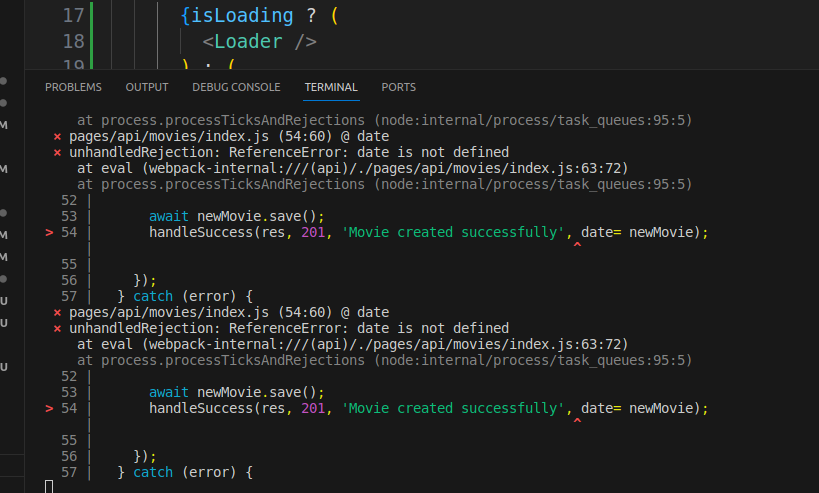 17 {isLoading ? (
18 <Loader />
19 ) : (
PROBLEMS OUTPUT DEBUG CONSOLE TERMINAL PORTS
at process.processTicksAndRejections (node:internal/process/task_queues:95:5)
× pages/api/movies/index.js (54:60) @ date
× unhandledRejection: ReferenceError: date is not defined
at eval (webpack-internal:///(api)/./pages/api/movies/index.js:63:72)
at process.processTicksAndRejections (node:internal/process/task_queues:95:5)
52 |
53 | await newMovie.save();
> 54 | handleSuccess(res, 201, 'Movie created successfully', date= newMovie);
| ^
55 |
56 | });
57 | } catch (error) {
× pages/api/movies/index.js (54:60) @ date
× unhandledRejection: ReferenceError: date is not defined
at eval (webpack-internal:///(api)/./pages/api/movies/index.js:63:72)
at process.processTicksAndRejections (node:internal/process/task_queues:95:5)
52 |
53 | await newMovie.save();
> 54 | handleSuccess(res, 201, 'Movie created successfully', date= newMovie);
| ^
55 |
56 | });
57 | } catch (error) {
M
M
M
M
U
U
U